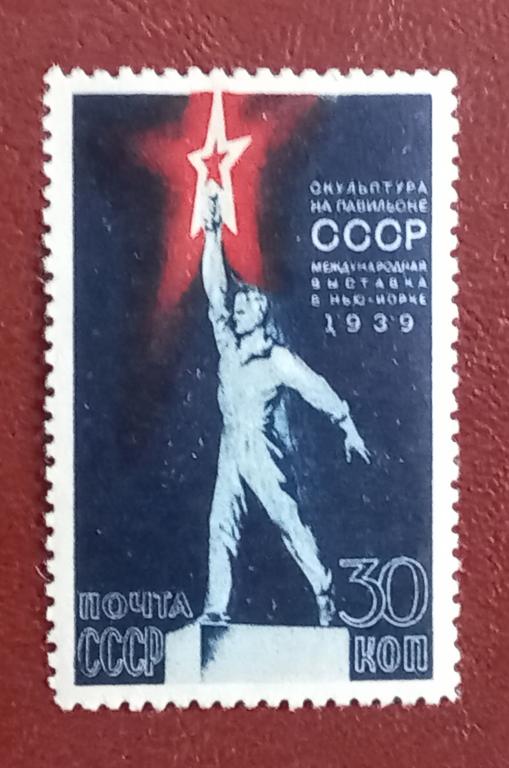 СКУЛЬПТУРА
НА ПАВИЛЬОНЕ
СССР
МЕЖДУНАРОДНАЯ
ВЫСТАВКА
В НЬЮ-ЙОРКЕ
1939
ПОЧТА
СССР
30
КОП